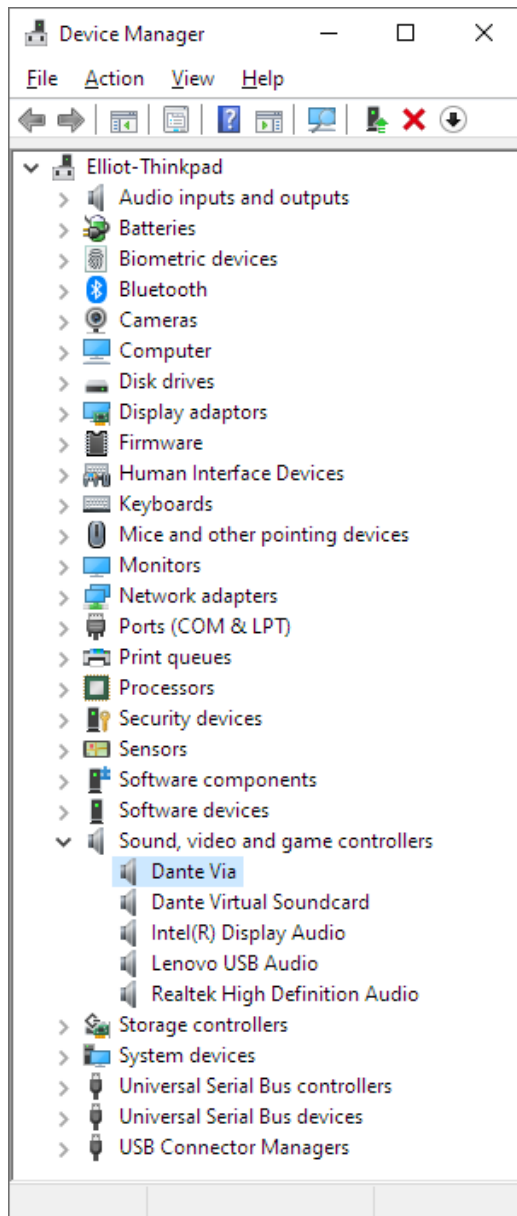 Device Manager
File Action View Help
Elliot-Thinkpad
Audio inputs and outputs
Batteries
Biometric devices
Bluetooth
Cameras
Computer
Disk drives
Display adaptors
Firmware
Human Interface Devices
Keyboards
Mice and other pointing devices
Monitors
Network adapters
Ports (COM & LPT)
Print queues
Processors
Security devices
Sensors
Software components
Software devices
Sound, video and game controllers
Dante Via
Dante Virtual Soundcard
Intel(R) Display Audio
Lenovo USB Audio
Realtek High Definition Audio
Storage controllers
System devices
Universal Serial Bus controllers
Universal Serial Bus devices
USB Connector Managers